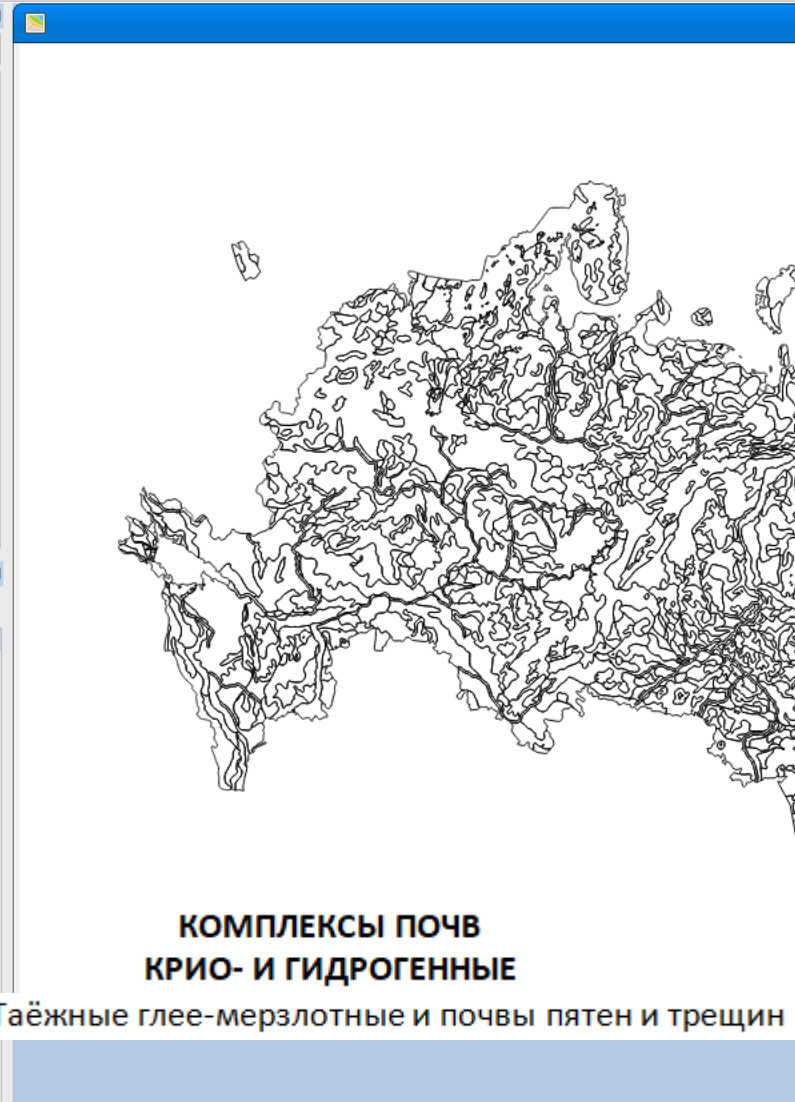 КОМПЛЕКСЫ ПОЧВ
КРИО- И ГИДРОГЕННЫЕ
Таёжные глее-мерзлотные и почвы пятен и трещин